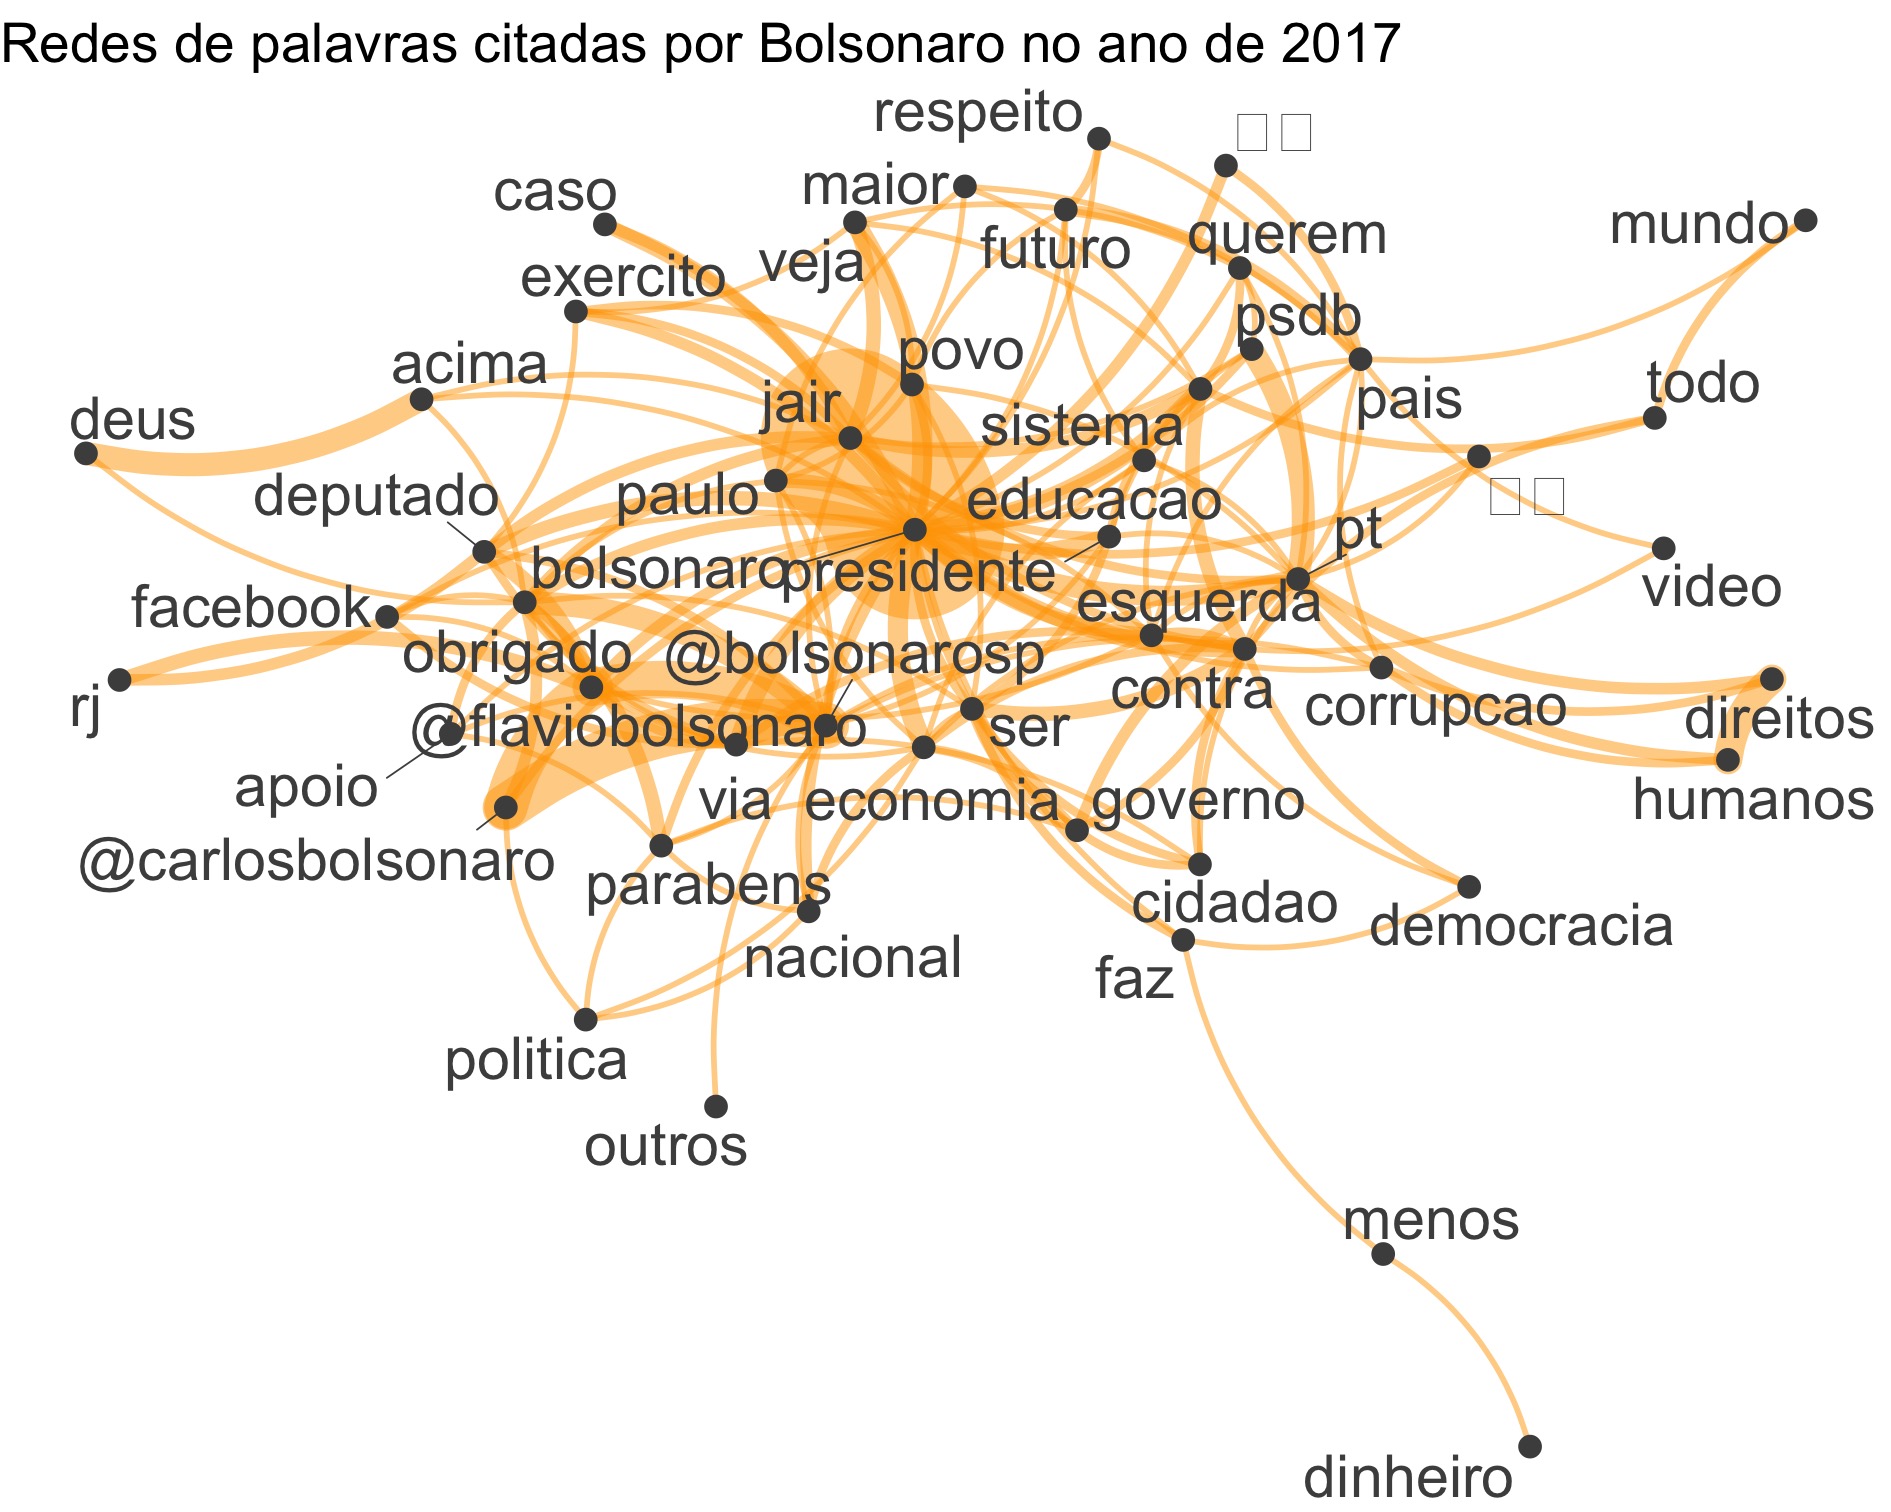 Redes de palavras citadas por Bolsonaro no ano de 2017
respeito
caso
maior
mundo
exercito
veja
futuro
querem
psdb
povo
acima
jair
pais
todo
deus
sistema
deputado
paulo
educacao
pt
bolsonaro
presidente
video
facebook
esquerda
obrigado
@bolsonarosp
rj
contra
corrupcao
direitos
@flaviobolsonaro
ser
apoio
via
economia
governo
humanos
@carlosbolsonaro
parabens
cidadao
democracia
nacional
faz
politica
outros
menos
dinheiro